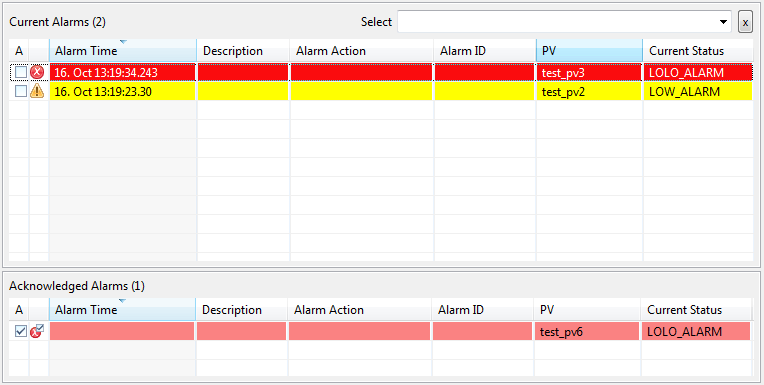 Current Alarms (2) Select x
A Alarm Time Description Alarm Action Alarm ID PV Current Status
16. Oct 13:19:34.243 test_pv3 LOLO_ALARM
16. Oct 13:19:23.30 test_pv2 LOW_ALARM
Acknowledged Alarms (1)
A Alarm Time Description Alarm Action Alarm ID PV Current Status
test_pv6 LOLO_ALARM